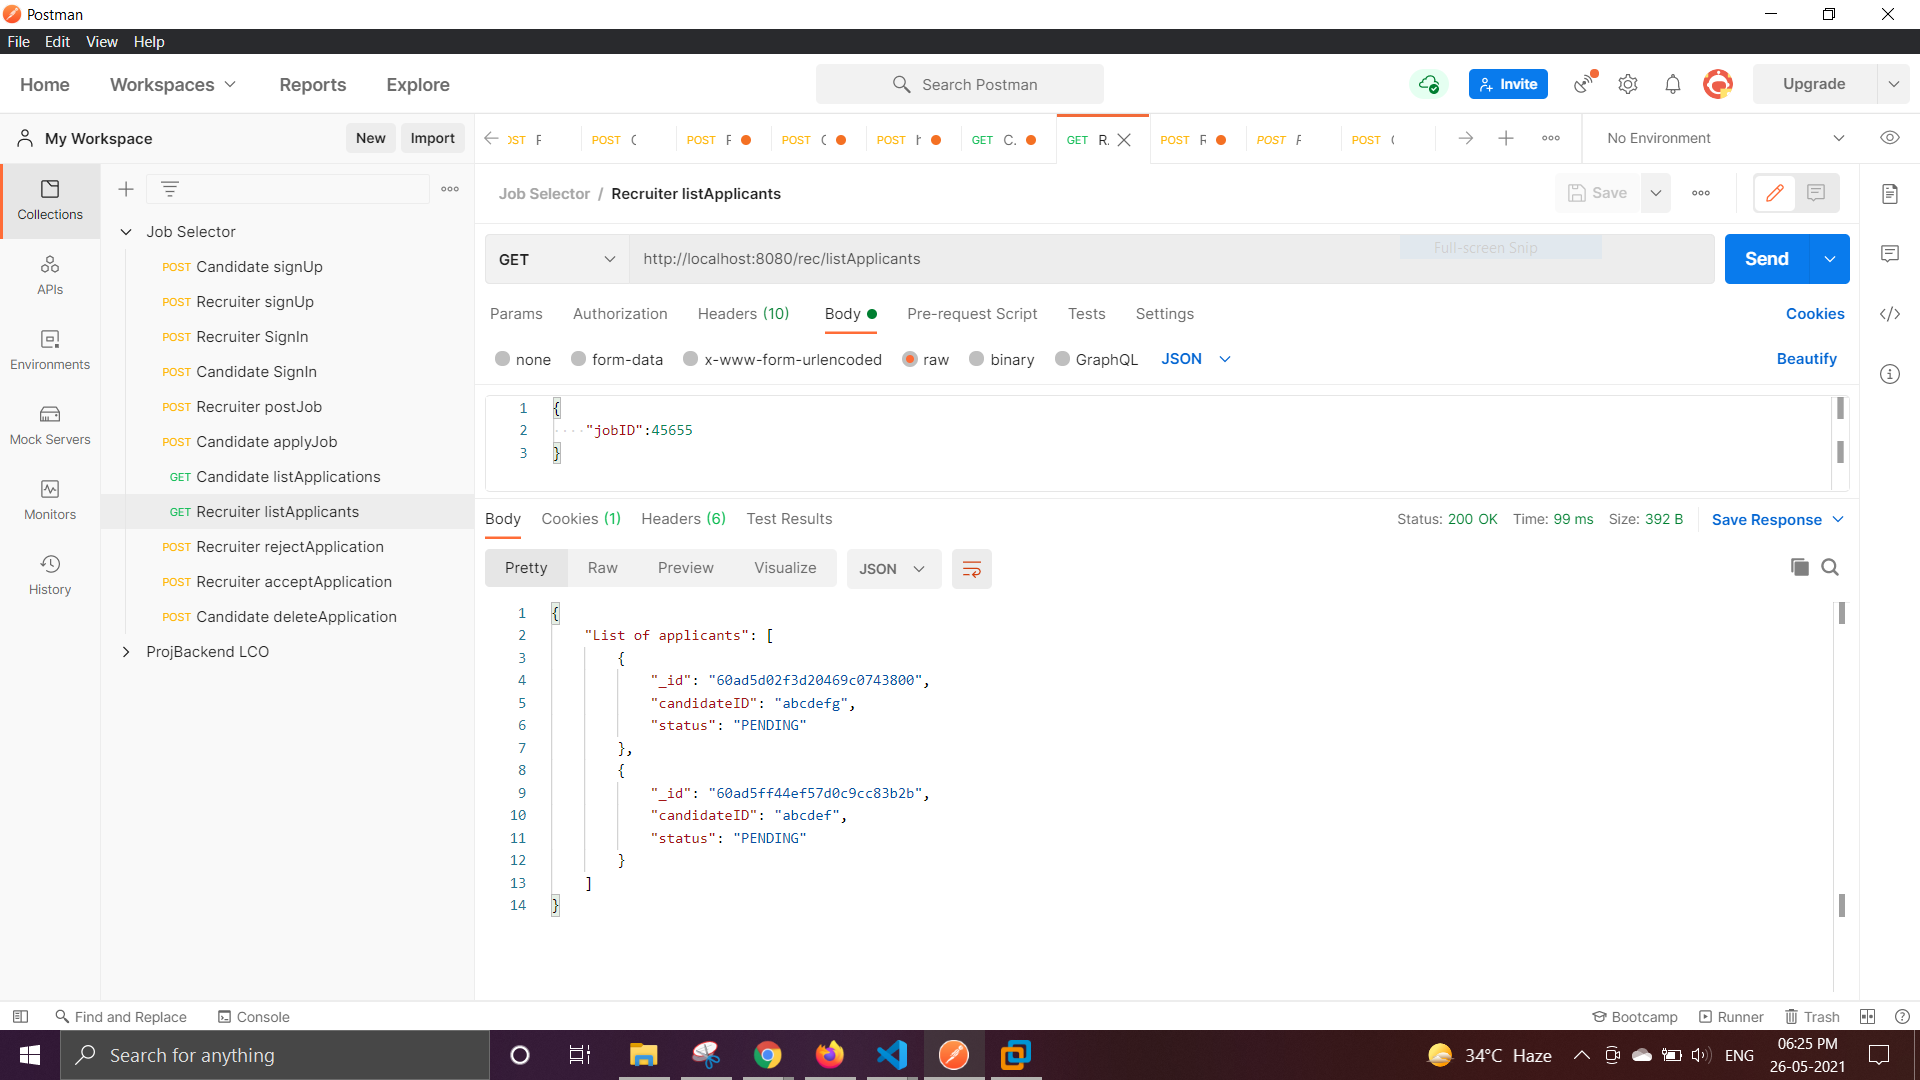 Postman
File Edit View Help
Home Workspaces Reports Explore Search Postman Invite Upgrade
My Workspace New Import
POST POST POST POST GET C. GET R. POST POST POST No Environment
Collections
APIs
Environments
Mock Servers
Monitors
History
Job Selector
POST Candidate signUp
POST Recruiter signUp
POST Recruiter SignIn
POST Candidate SignIn
POST Recruiter postJob
POST Candidate applyJob
GET Candidate listApplications
GET Recruiter listApplicants
POST Recruiter rejectApplication
POST Recruiter acceptApplication
POST Candidate deleteApplication
ProjBackend LCO
Job Selector / Recruiter listApplicants Save
GET http://localhost:8080/rec/listApplicants Full-screen Snip Send
Params Authorization Headers (10) Body Pre-request Script Tests Settings Cookies
none form-data x-www-form-urlencoded raw binary GraphQL JSON Beautify
1 {
2 "jobID":45655
3 }
Body Cookies (1) Headers (6) Test Results Status: 200 OK Time: 99 ms Size: 392 B Save Response
Pretty Raw Preview Visualize JSON
1 {
2 "List of applicants": [
3 {
4 "_id": "60ad5d02f3d20469c0743800",
5 "candidateID": "abcdefg",
6 "status": "PENDING"
7 },
8 {
9 "_id": "60ad5ff44ef57d0c9cc83b2b",
10 "candidateID": "abcdef",
11 "status": "PENDING"
12 }
13 ]
14 }
Find and Replace Console Bootcamp Runner Trash
Search for anything 34°C Haze ENG 06:25 PM
26-05-2021